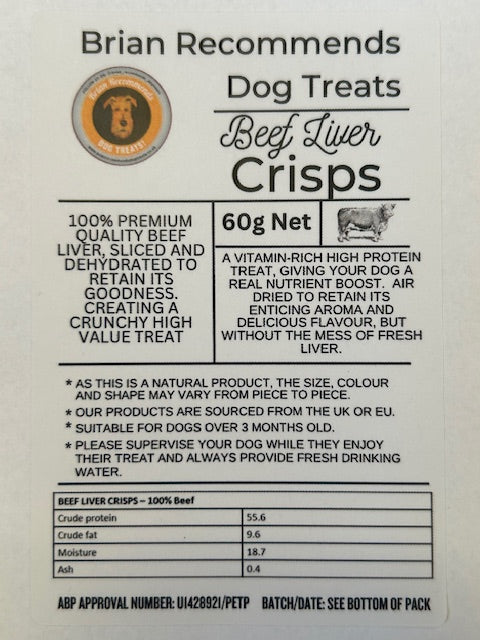 Brian Recommends
Dog Treats
Brian Recommends
DOG TREATS!
Beef Liver
Crisps
100% PREMIUM
QUALITY BEEF
LIVER, SLICED AND
DEHYDRATED TO
RETAIN ITS
GOODNESS.
CREATING A
CRUNCHY HIGH
VALUE TREAT
60g Net
A VITAMIN-RICH HIGH PROTEIN
TREAT, GIVING YOUR DOG A
REAL NUTRIENT BOOST. AIR
DRIED TO RETAIN ITS
ENTICING AROMA AND
DELICIOUS FLAVOUR, BUT
WITHOUT THE MESS OF FRESH
LIVER.
* AS THIS IS A NATURAL PRODUCT, THE SIZE, COLOUR
AND SHAPE MAY VARY FROM PIECE TO PIECE.
* OUR PRODUCTS ARE SOURCED FROM THE UK OR EU.
* SUITABLE FOR DOGS OVER 3 MONTHS OLD.
* PLEASE SUPERVISE YOUR DOG WHILE THEY ENJOY
THEIR TREAT AND ALWAYS PROVIDE FRESH DRINKING
WATER.
BEEF LIVER CRISPS – 100% Beef
Crude protein 55.6
Crude fat 9.6
Moisture 18.7
Ash 0.4
ABP APPROVAL NUMBER: U1428921/PETP BATCH/DATE: SEE BOTTOM OF PACK